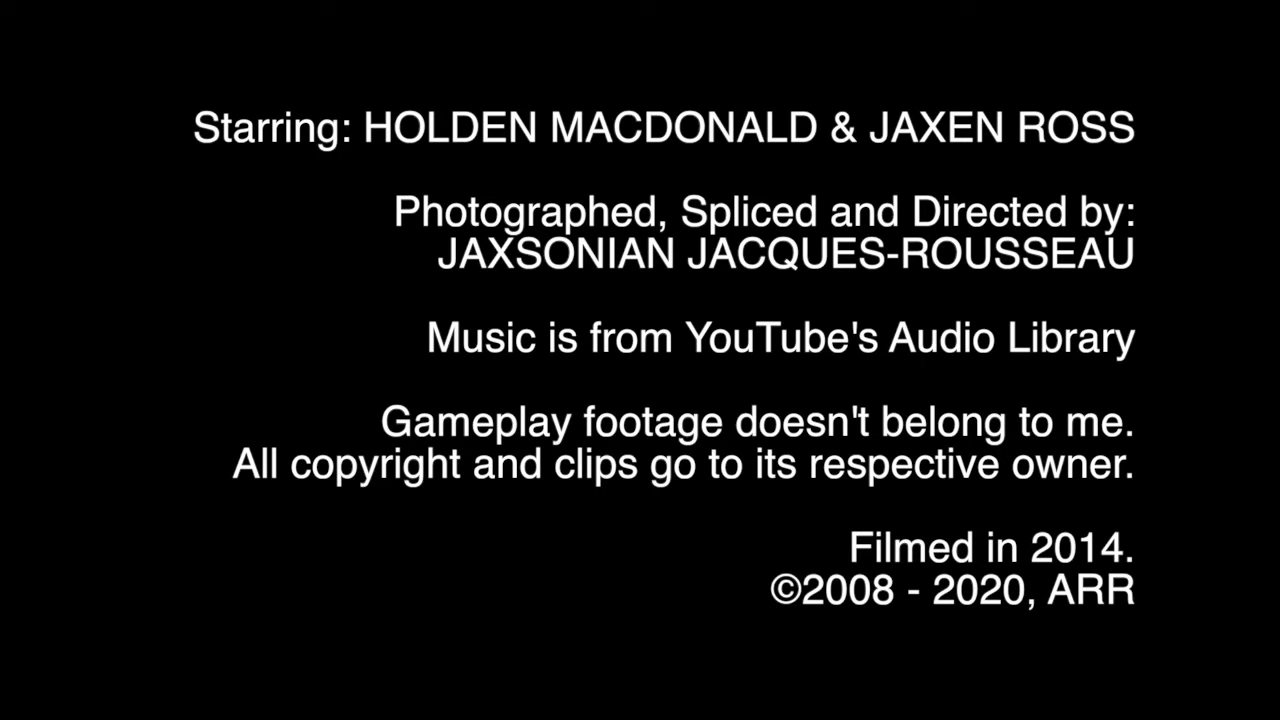 Starring: HOLDEN MACDONALD & JAXEN ROSS
Photographed, Spliced and Directed by:
JAXSONIAN JACQUES-ROUSSEAU
Music is from YouTube's Audio Library
Gameplay footage doesn't belong to me.
All copyright and clips go to its respective owner.
Filmed in 2014.
©2008 - 2020, ARR